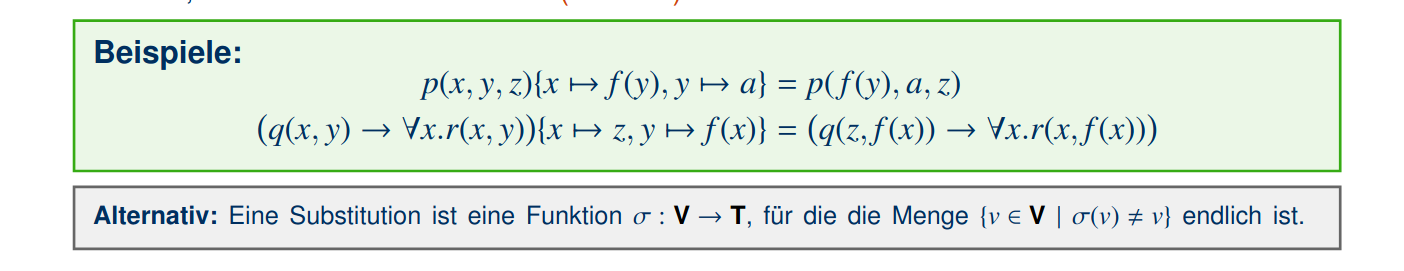 Beispiele:
p(x, y, z){x ↦ f(y), y ↦ a} = p(f(y), a, z)
(q(x, y) → ∀x.r(x, y)){x ↦ z, y ↦ f(x)} = (q(z, f(x)) → ∀x.r(x, f(x)))
Alternativ: Eine Substitution ist eine Funktion σ : V → T, für die die Menge {v ∈ V | σ(v) ≠ v} endlich ist.